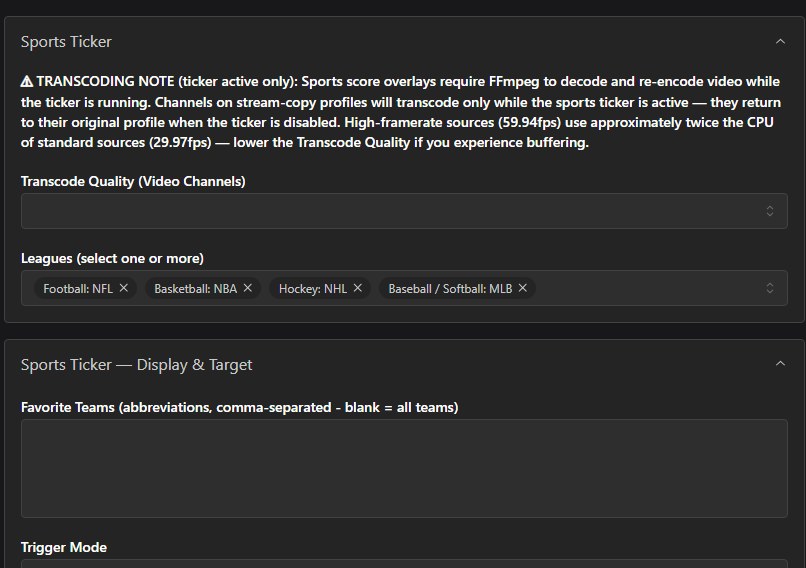 Sports Ticker
⚠ TRANSCODING NOTE (ticker active only): Sports score overlays require FFmpeg to decode and re-encode video while
the ticker is running. Channels on stream-copy profiles will transcode only while the sports ticker is active — they return
to their original profile when the ticker is disabled. High-framerate sources (59.94fps) use approximately twice the CPU
of standard sources (29.97fps) — lower the Transcode Quality if you experience buffering.
Transcode Quality (Video Channels)
Leagues (select one or more)
Football: NFL × Basketball: NBA × Hockey: NHL × Baseball / Softball: MLB ×
Sports Ticker — Display & Target
Favorite Teams (abbreviations, comma-separated - blank = all teams)
Trigger Mode